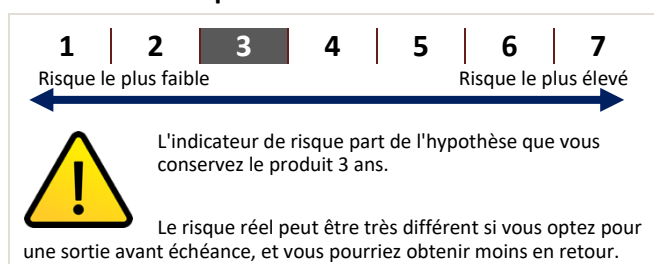 1 2 3 4 5 6 7
Risque le plus faible Risque le plus élevé
L'indicateur de risque part de l'hypothèse que vous
conservez le produit 3 ans.
Le risque réel peut être très différent si vous optez pour
une sortie avant échéance, et vous pourriez obtenir moins en retour.